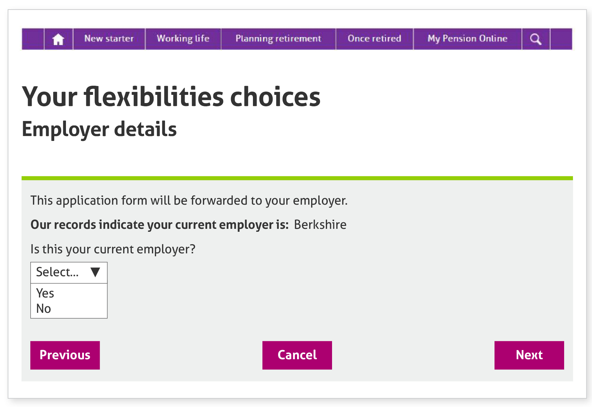 New starter Working life Planning retirement Once retired My Pension Online
Your flexibilities choices
Employer details
This application form will be forwarded to your employer.
Our records indicate your current employer is: Berkshire
Is this your current employer?
Select...
Yes
No
Previous Cancel Next